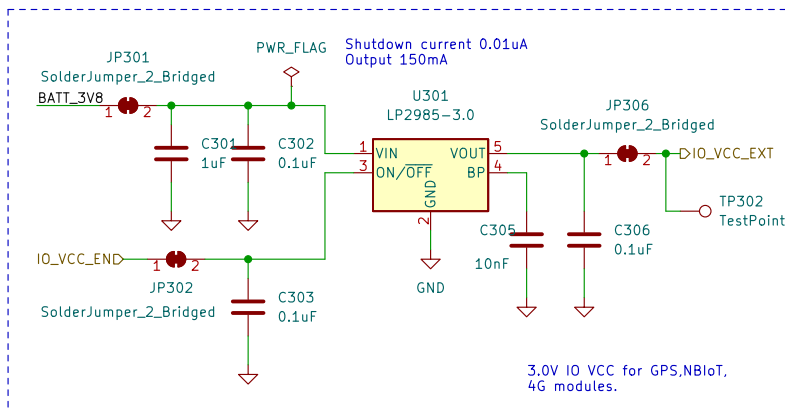 JP301
SolderJumper_2_Bridged
BATT_3V8
1 2
PWR_FLAG
Shutdown current 0.01uA
Output 150mA
C301
1uF
C302
0.1uF
U301
LP2985-3.0
1
VIN
3
ON/OFF
GND
2
VOUT
5
BP
4
GND
JP306
SolderJumper_2_Bridged
1 2
IO_VCC_EXT
TP302
TestPoint
C305
10nF
C306
0.1uF
IO_VCC_EN
1 2
JP302
SolderJumper_2_Bridged
C303
0.1uF
3.0V IO VCC for GPS,NBIoT,
4G modules.